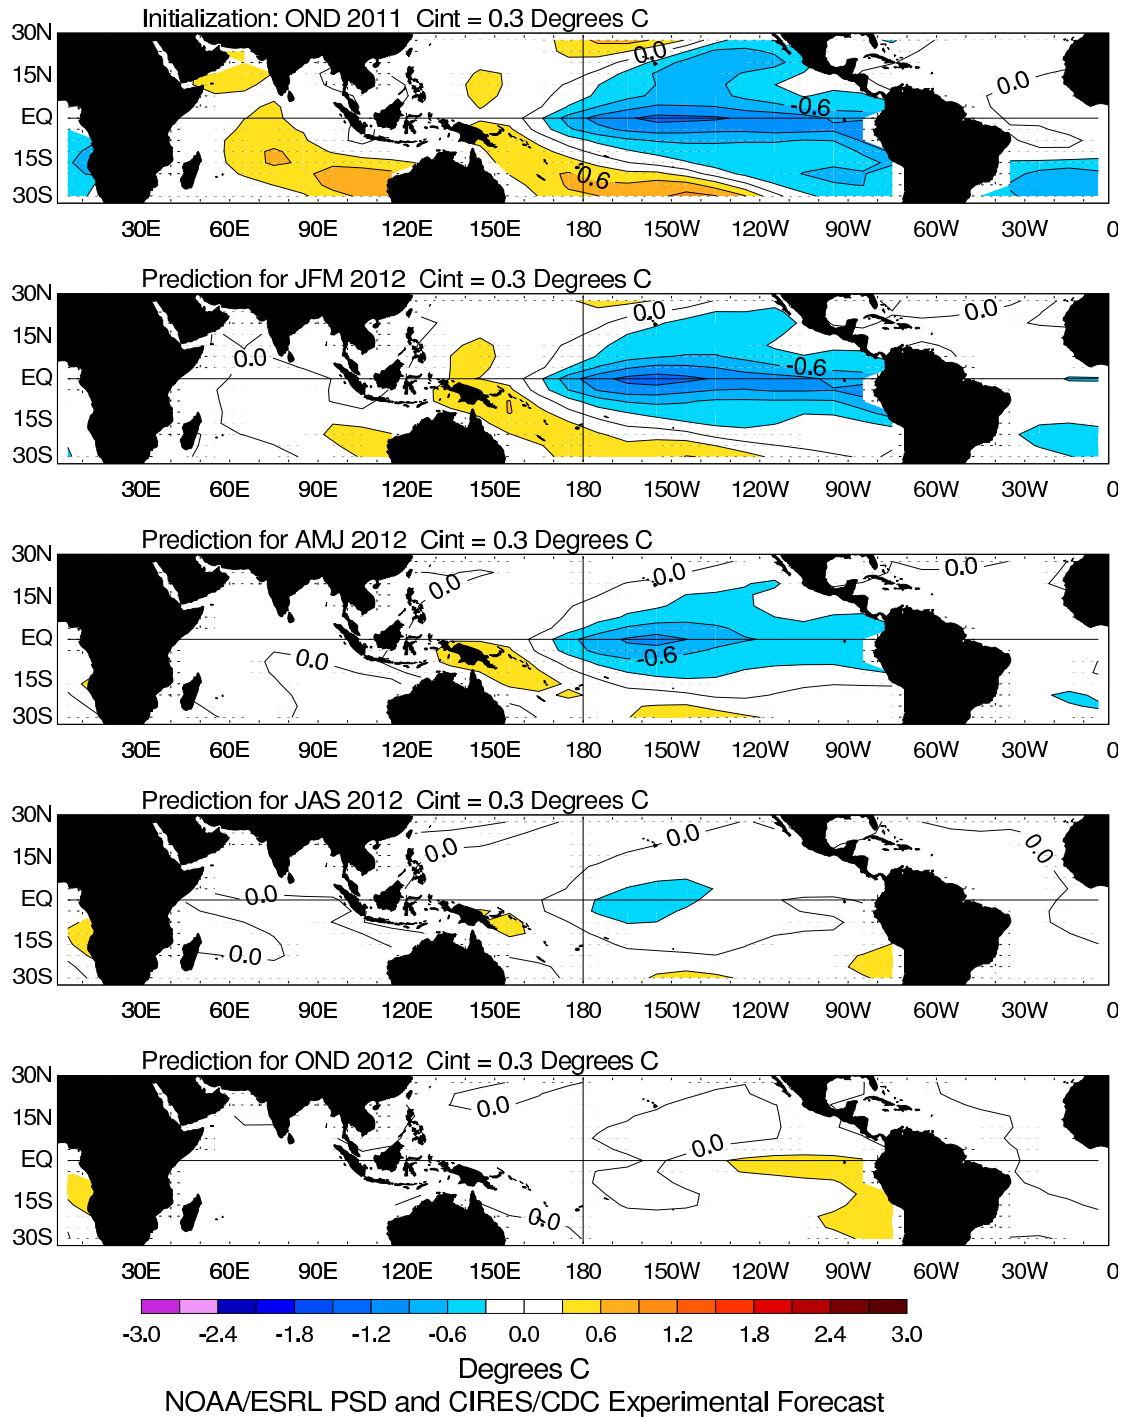 Initialization: OND 2011  Cint = 0.3 Degrees C
30N
15N
EQ
15S
30S
0.0
-0.6
0.0
-0.6
30E 60E 90E 120E 150E 180 150W 120W 90W 60W 30W 0
Prediction for JFM 2012  Cint = 0.3 Degrees C
30N
15N
EQ
15S
30S
0.0
0.0
0.0
-0.6
30E 60E 90E 120E 150E 180 150W 120W 90W 60W 30W 0
Prediction for AMJ 2012  Cint = 0.3 Degrees C
30N
15N
EQ
15S
30S
0.0
0.0
0.0
0.0
-0.6
30E 60E 90E 120E 150E 180 150W 120W 90W 60W 30W 0
Prediction for JAS 2012  Cint = 0.3 Degrees C
30N
15N
EQ
15S
30S
0.0
0.0
0.0
0.0
0.0
30E 60E 90E 120E 150E 180 150W 120W 90W 60W 30W 0
Prediction for OND 2012  Cint = 0.3 Degrees C
30N
15N
EQ
15S
30S
0.0
0.0
0.0
30E 60E 90E 120E 150E 180 150W 120W 90W 60W 30W 0
-3.0 -2.4 -1.8 -1.2 -0.6 0.0 0.6 1.2 1.8 2.4 3.0
Degrees C
NOAA/ESRL PSD and CIRES/CDC Experimental Forecast